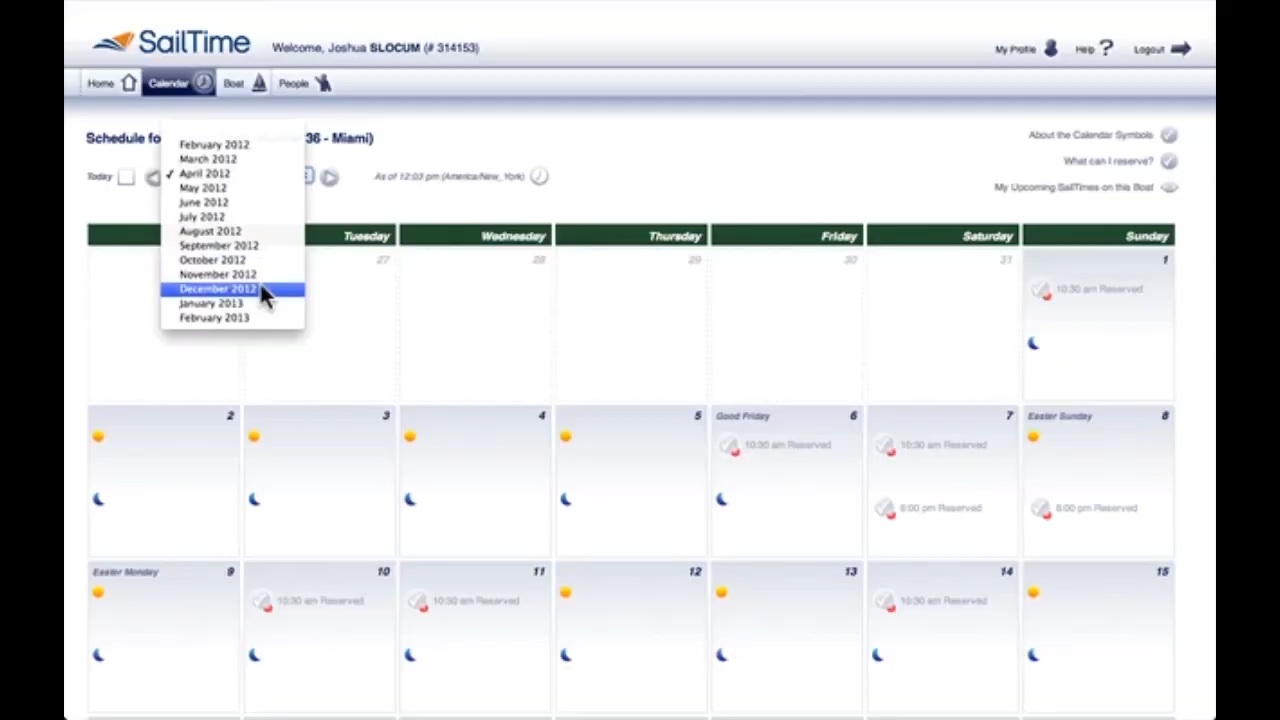 SailTime
Welcome, Joshua SLOCUM (# 314153)
My Profile
Help ?
Logout
Home
Calendar
Boat
People
Schedule fo
36 - Miami)
About the Calendar Symbols
What can I reserve?
My Upcoming SailTimes on this Boat
Today
As of 12:03 pm (America/New_York)
February 2012
March 2012
✓ April 2012
May 2012
June 2012
July 2012
August 2012
September 2012
October 2012
November 2012
December 2012
January 2013
February 2013
Tuesday
Wednesday
Thursday
Friday
Saturday
Sunday
27
28
29
30
31
1
10:30 am Reserved
2
3
4
5
Good Friday 6
10:30 am Reserved
7
10:30 am Reserved
6:00 pm Reserved
Easter Sunday 8
6:00 pm Reserved
Easter Monday 9
10
10:30 am Reserved
11
10:30 am Reserved
12
13
14
10:30 am Reserved
15